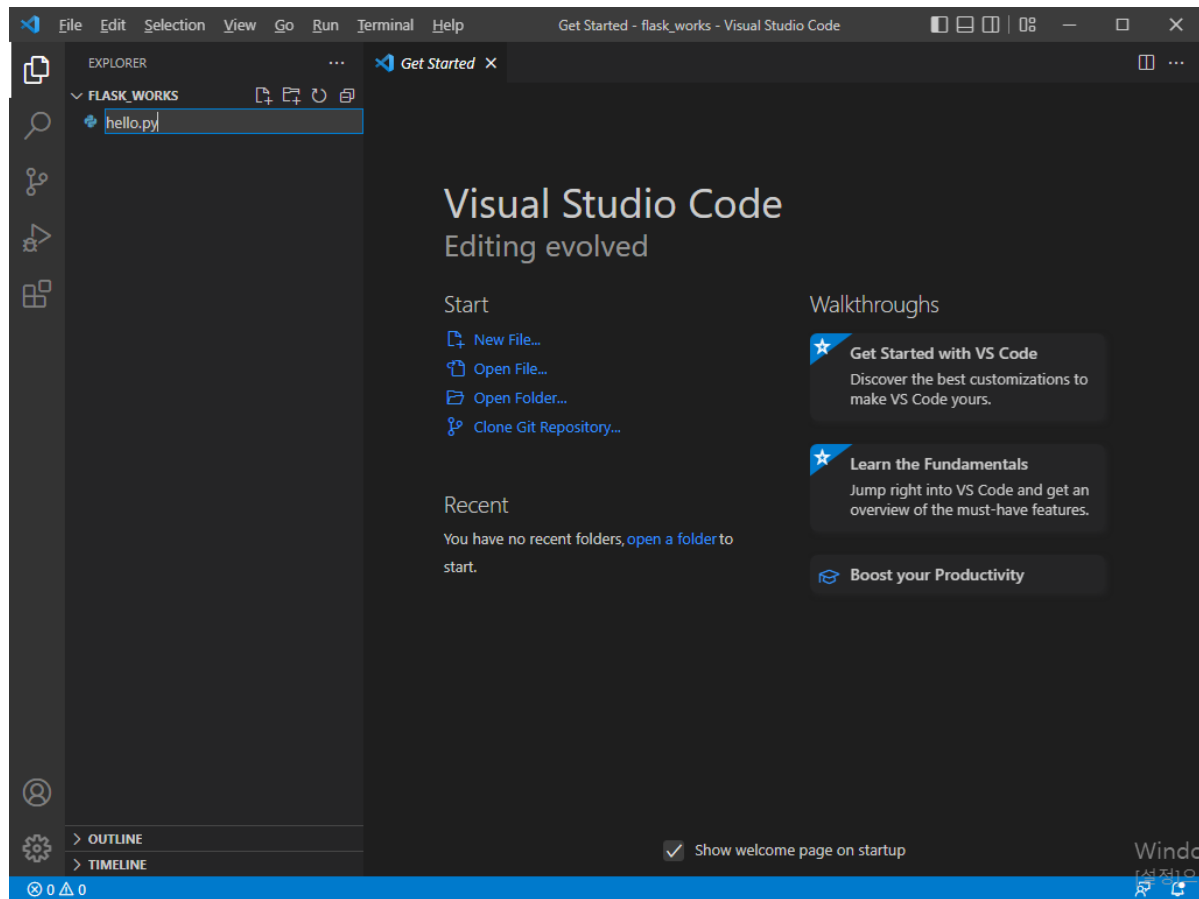 File Edit Selection View Go Run Terminal Help Get Started - flask_works - Visual Studio Code
EXPLORER
FLASK_WORKS
hello.py
Get Started
Visual Studio Code
Editing evolved
Start
New File...
Open File...
Open Folder...
Clone Git Repository...
Recent
You have no recent folders, open a folder to
start.
Walkthroughs
Get Started with VS Code
Discover the best customizations to
make VS Code yours.
Learn the Fundamentals
Jump right into VS Code and get an
overview of the must-have features.
Boost your Productivity
OUTLINE
TIMELINE
Show welcome page on startup
0 0